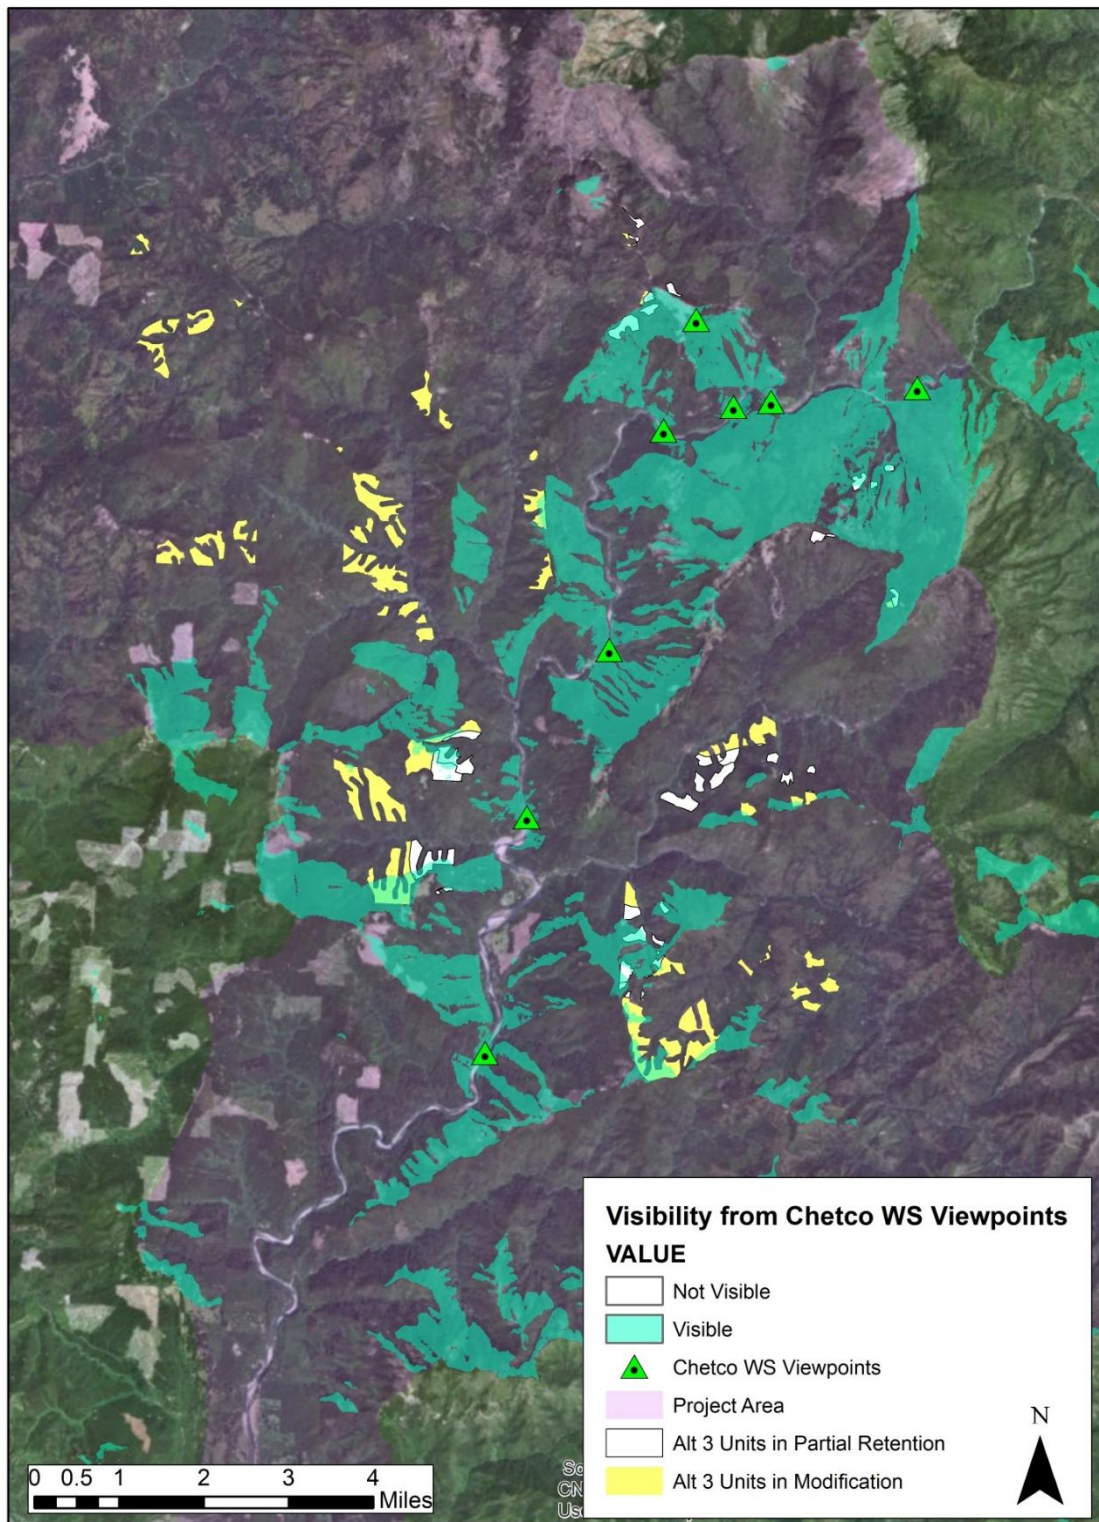 Visibility from Chetco WS Viewpoints
VALUE
Not Visible
Visible
Chetco WS Viewpoints
Project Area
Alt 3 Units in Partial Retention
Alt 3 Units in Modification
N
0 0.5 1 2 3 4
Miles
CN